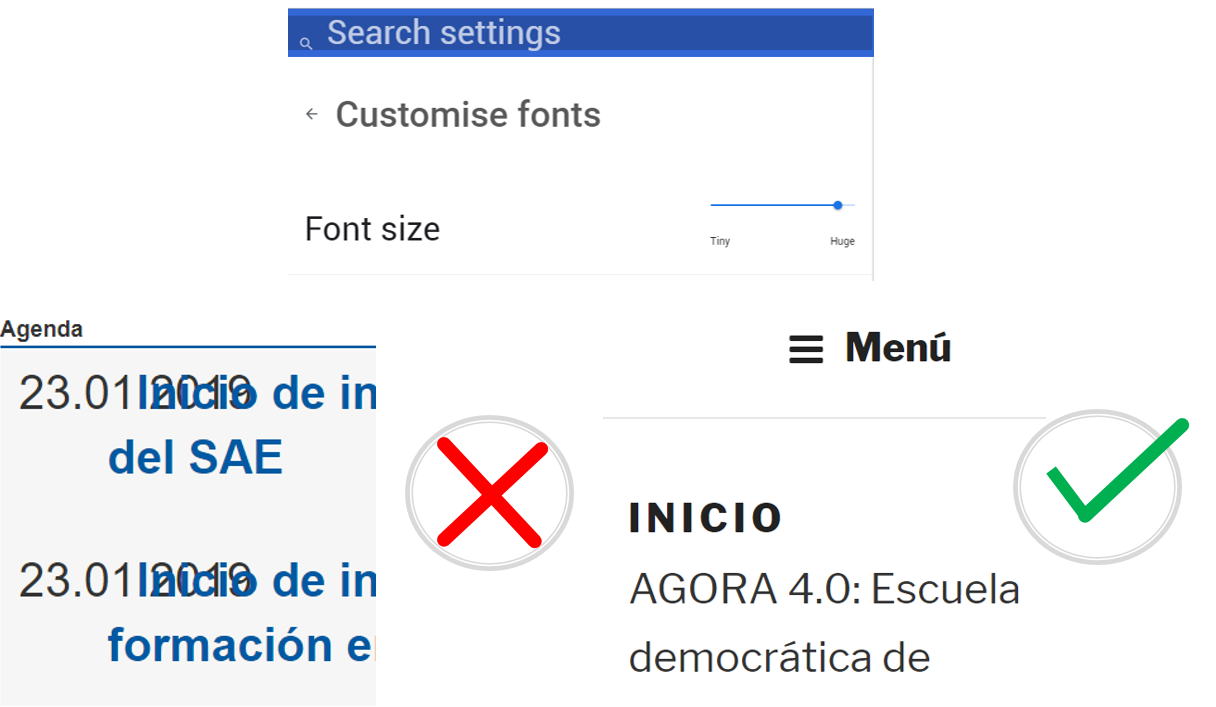 Search settings
Customise fonts
Font size
Tiny
Huge
Agenda
23.01.2019 Inicio de in
del SAE
23.01.2019 Inicio de in
formación e
Menú
INICIO
AGORA 4.0: Escuela
democrática de